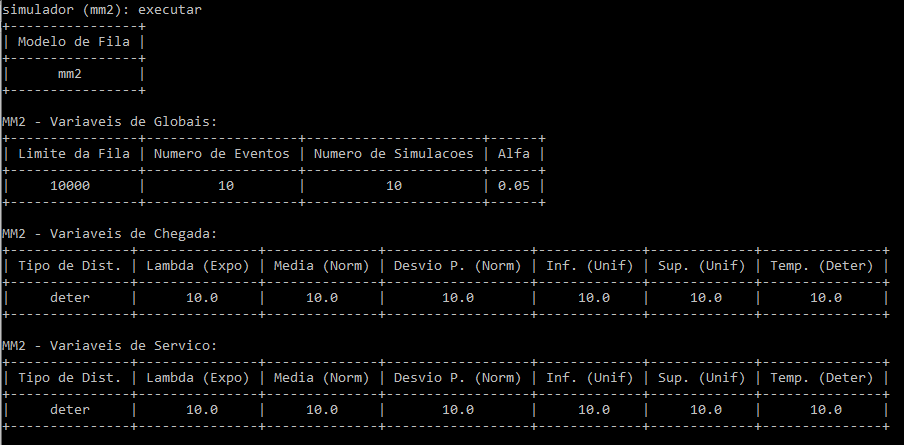 simulador (mm2): executar
+----------------+
| Modelo de Fila |
+----------------+
|      mm2       |
+----------------+

MM2 - Variaveis de Globais:
+----------------+-------------------+----------------------+------+
| Limite da Fila | Numero de Eventos | Numero de Simulacoes | Alfa |
+----------------+-------------------+----------------------+------+
|     10000      |         10        |          10          | 0.05 |
+----------------+-------------------+----------------------+------+

MM2 - Variaveis de Chegada:
+---------------+---------------+--------------+------------------+-------------+-------------+---------------+
| Tipo de Dist. | Lambda (Expo) | Media (Norm) | Desvio P. (Norm) | Inf. (Unif) | Sup. (Unif) | Temp. (Deter) |
+---------------+---------------+--------------+------------------+-------------+-------------+---------------+
|     deter     |      10.0     |     10.0     |       10.0       |     10.0    |     10.0    |      10.0     |
+---------------+---------------+--------------+------------------+-------------+-------------+---------------+

MM2 - Variaveis de Servico:
+---------------+---------------+--------------+------------------+-------------+-------------+---------------+
| Tipo de Dist. | Lambda (Expo) | Media (Norm) | Desvio P. (Norm) | Inf. (Unif) | Sup. (Unif) | Temp. (Deter) |
+---------------+---------------+--------------+------------------+-------------+-------------+---------------+
|     deter     |      10.0     |     10.0     |       10.0       |     10.0    |     10.0    |      10.0     |
+---------------+---------------+--------------+------------------+-------------+-------------+---------------+